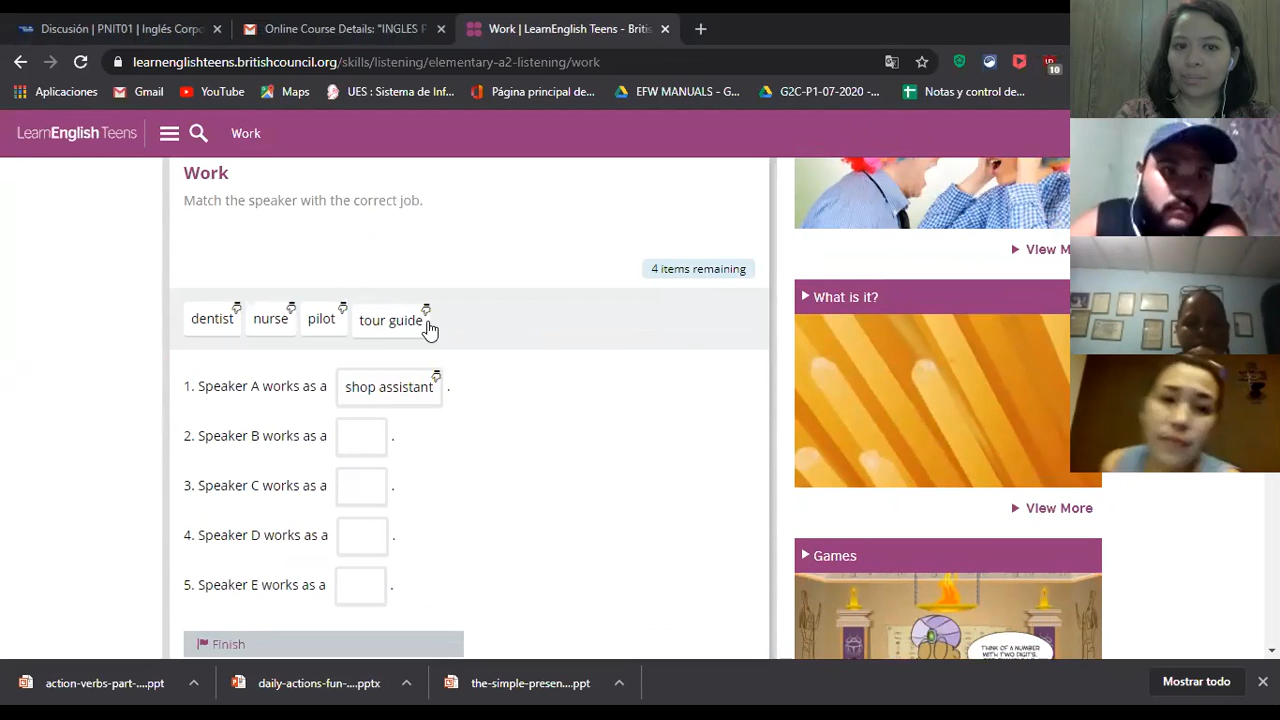 Discusión | PNIT01 | Inglés Corpo
Online Course Details: "INGLES P
Work | LearnEnglish Teens - Britis
learnenglishteens.britishcouncil.org/skills/listening/elementary-a2-listening/work
10
Aplicaciones
Gmail
YouTube
Maps
UES : Sistema de Inf...
Página principal de...
EFW MANUALS - G...
G2C-P1-07-2020 -...
Notas y control de...
LearnEnglish Teens
Work
Work
Match the speaker with the correct job.
4 items remaining
dentist
nurse
pilot
tour guide
1. Speaker A works as a shop assistant .
2. Speaker B works as a .
3. Speaker C works as a .
4. Speaker D works as a .
5. Speaker E works as a .
Finish
View M
What is it?
View More
Games
THINK OF A NUMBER
WITH TWO DIGITS.
action-verbs-part-....ppt
daily-actions-fun-....pptx
the-simple-presen....ppt
Mostrar todo